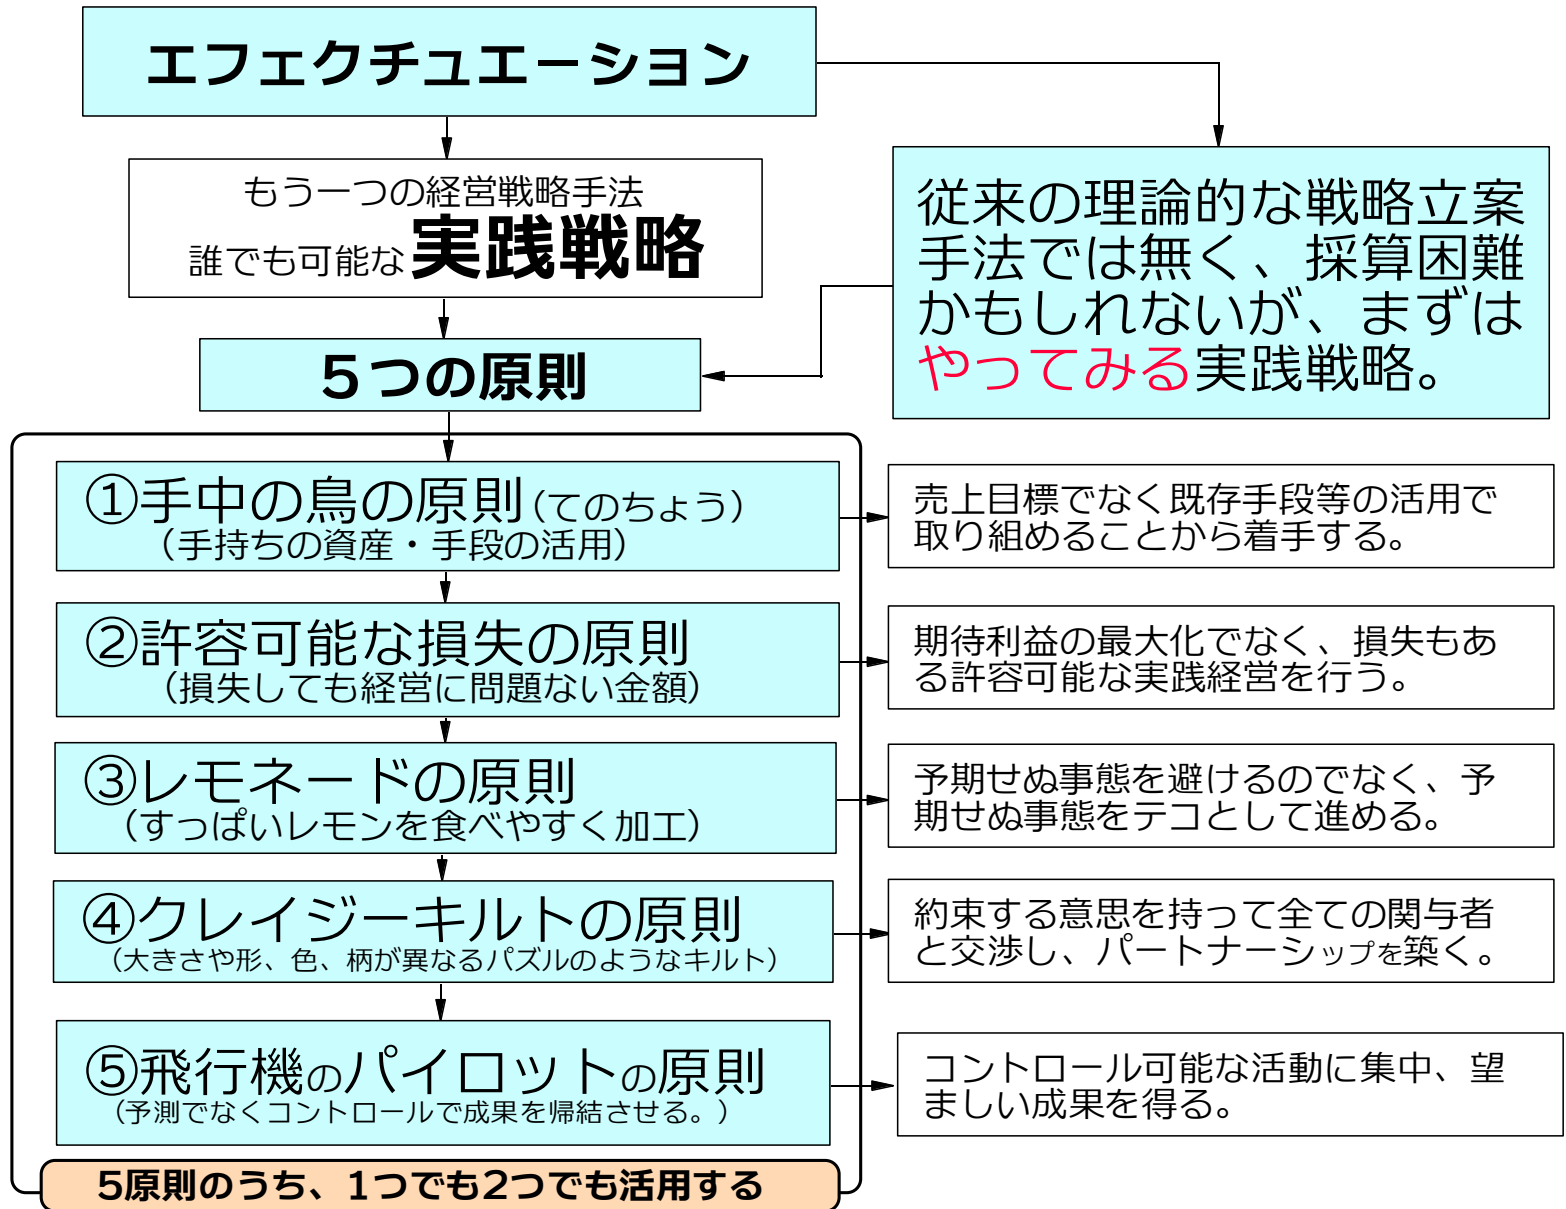 エフェクチュエーション
もう一つの経営戦略手法
誰でも可能な実践戦略
従来の理論的な戦略立案
手法では無く、採算困難
かもしれないが、まずは
やってみる実践戦略。
５つの原則
①手中の鳥の原則（てのちょう）
（手持ちの資産・手段の活用）
売上目標でなく既存手段等の活用で
取り組めることから着手する。
②許容可能な損失の原則
（損失しても経営に問題ない金額）
期待利益の最大化でなく、損失もあ
る許容可能な実践経営を行う。
③レモネードの原則
（すっぱいレモンを食べやすく加工）
予期せぬ事態を避けるのでなく、予
期せぬ事態をテコとして進める。
④クレイジーキルトの原則
（大きさや形、色、柄が異なるパズルのようなキルト）
約束する意思を持って全ての関与者
と交渉し、パートナーシップを築く。
⑤飛行機のパイロットの原則
（予測でなくコントロールで成果を帰結させる。）
コントロール可能な活動に集中、望
ましい成果を得る。
5原則のうち、1つでも2つでも活用する